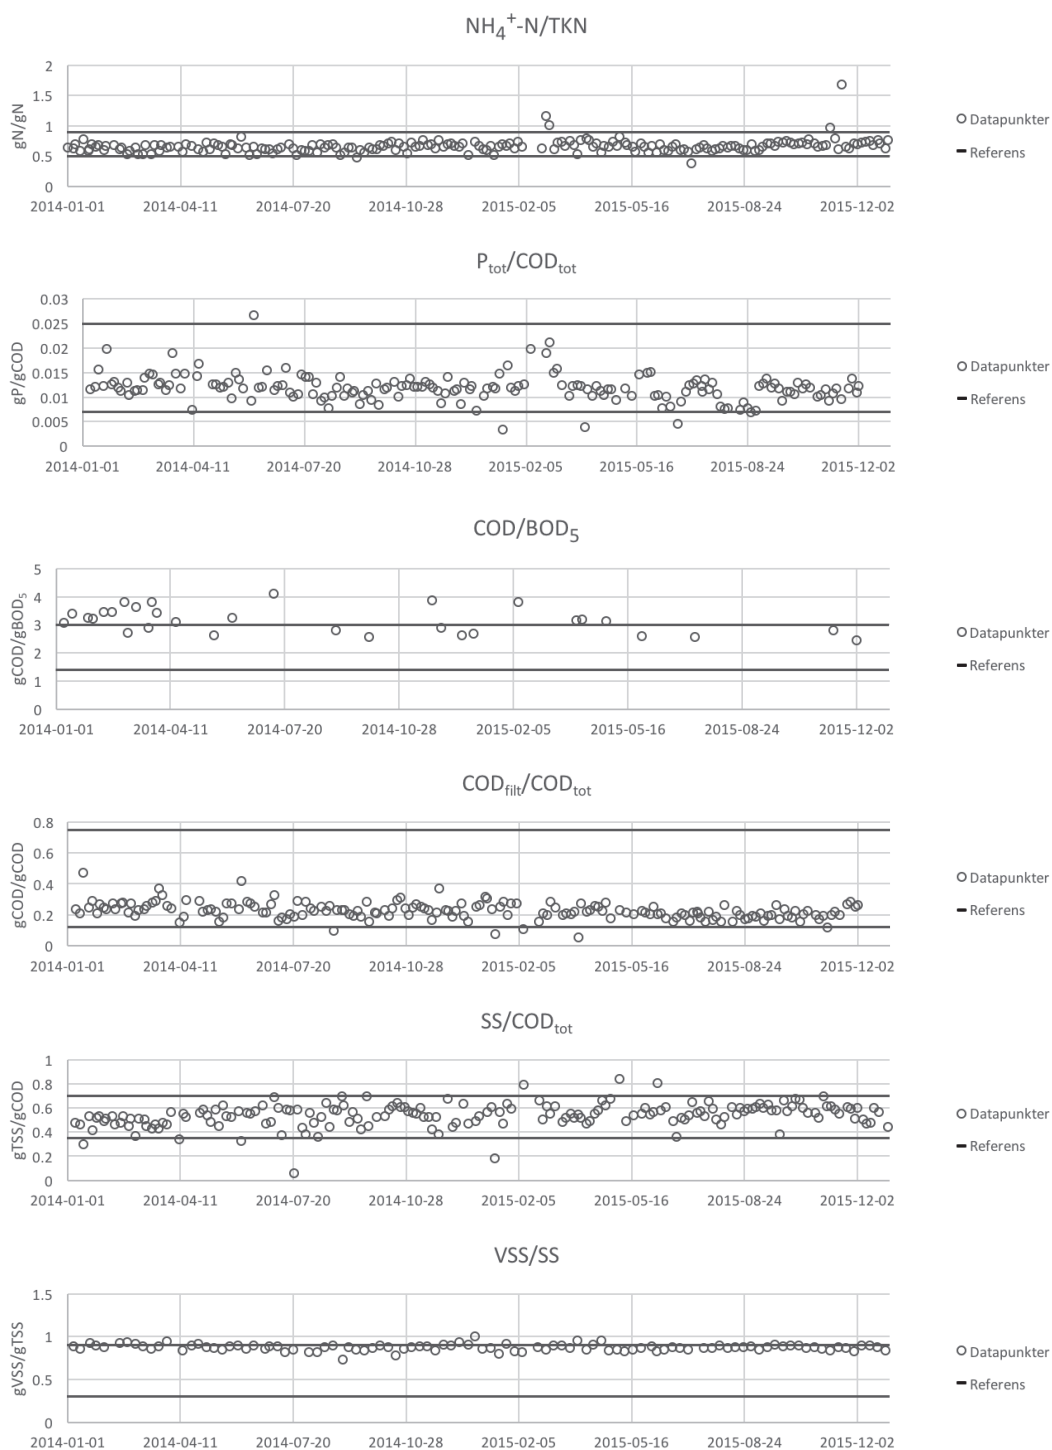 NH₄⁺-N/TKN
gN/gN
2
1.5
1
0.5
0
2014-01-01 2014-04-11 2014-07-20 2014-10-28 2015-02-05 2015-05-16 2015-08-24 2015-12-02
Datapunkter
Referens
Ptot/CODtot
gP/gCOD
0.03
0.025
0.02
0.015
0.01
0.005
0
2014-01-01 2014-04-11 2014-07-20 2014-10-28 2015-02-05 2015-05-16 2015-08-24 2015-12-02
Datapunkter
Referens
COD/BOD₅
gCOD/gBOD₅
5
4
3
2
1
0
2014-01-01 2014-04-11 2014-07-20 2014-10-28 2015-02-05 2015-05-16 2015-08-24 2015-12-02
Datapunkter
Referens
CODfilt/CODtot
gCOD/gCOD
0.8
0.6
0.4
0.2
0
2014-01-01 2014-04-11 2014-07-20 2014-10-28 2015-02-05 2015-05-16 2015-08-24 2015-12-02
Datapunkter
Referens
SS/CODtot
gTSS/gCOD
1
0.8
0.6
0.4
0.2
0
2014-01-01 2014-04-11 2014-07-20 2014-10-28 2015-02-05 2015-05-16 2015-08-24 2015-12-02
Datapunkter
Referens
VSS/SS
gVSS/gTSS
1.5
1
0.5
0
2014-01-01 2014-04-11 2014-07-20 2014-10-28 2015-02-05 2015-05-16 2015-08-24 2015-12-02
Datapunkter
Referens